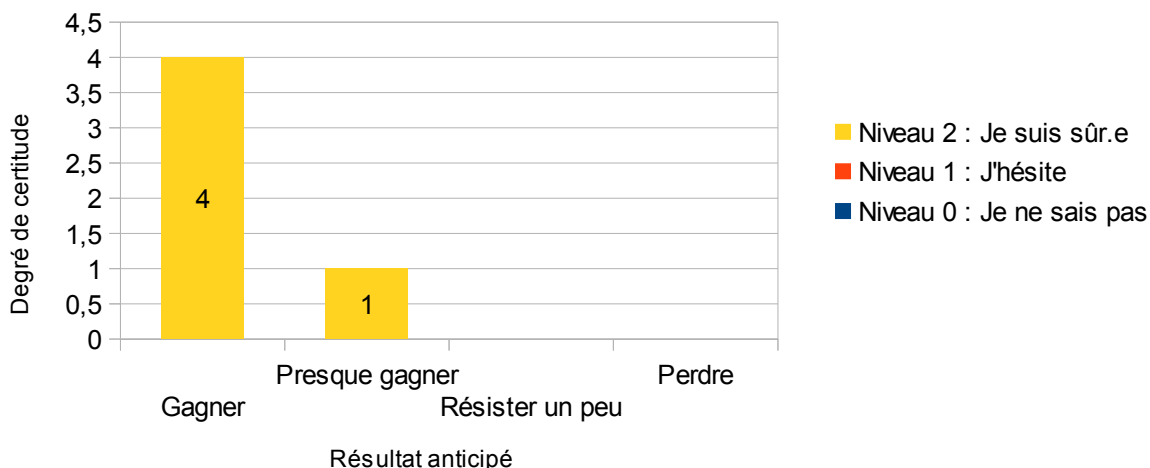 4,5
4
3,5
3
2,5
2
1,5
1
0,5
0
Degré de certitude
4
1
Presque gagner
Perdre
Gagner
Résister un peu
Résultat anticipé
Niveau 2 : Je suis sûr.e
Niveau 1 : J'hésite
Niveau 0 : Je ne sais pas